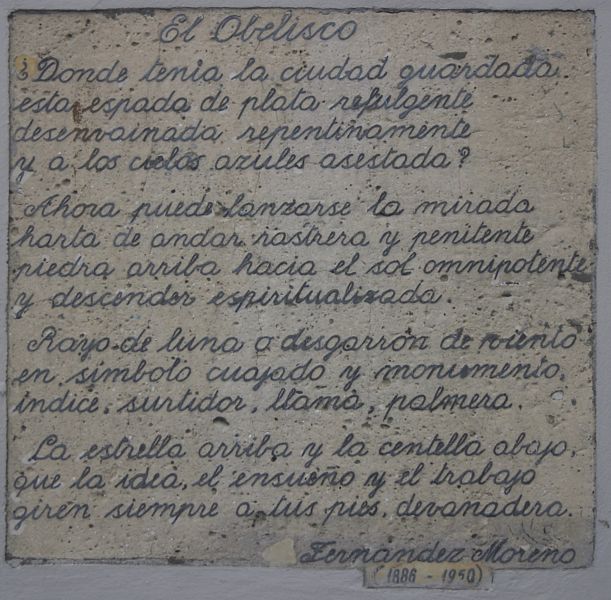 El Obelisco
¿Donde tenia la ciudad guardada
esta espada de plata refulgente
desenvainada repentinamente
y a los cielos azules asestada?
Ahora puede lanzarse la mirada
harta de andar rastrera y penitente
piedra arriba hacia el sol omnipotente
y descender espiritualizada.
Rayo de luna o desgarrón de viento
en símbolo cuajado y monumento,
índice, surtidor, llama, palmera.
La estrella arriba y la centella abajo,
que la idea, el ensueño y el trabajo
giren siempre a tus pies, devanadera.
Fernández Moreno
(1886 - 1950)